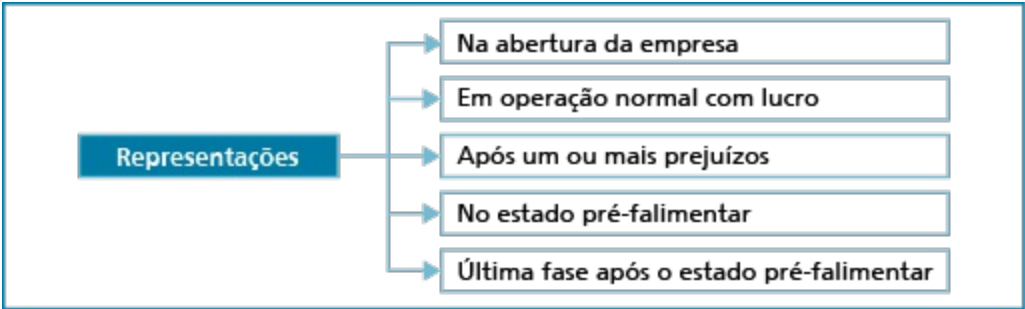 Na abertura da empresa
Em operação normal com lucro
Representações
Após um ou mais prejuízos
No estado pré-falimentar
Última fase após o estado pré-falimentar